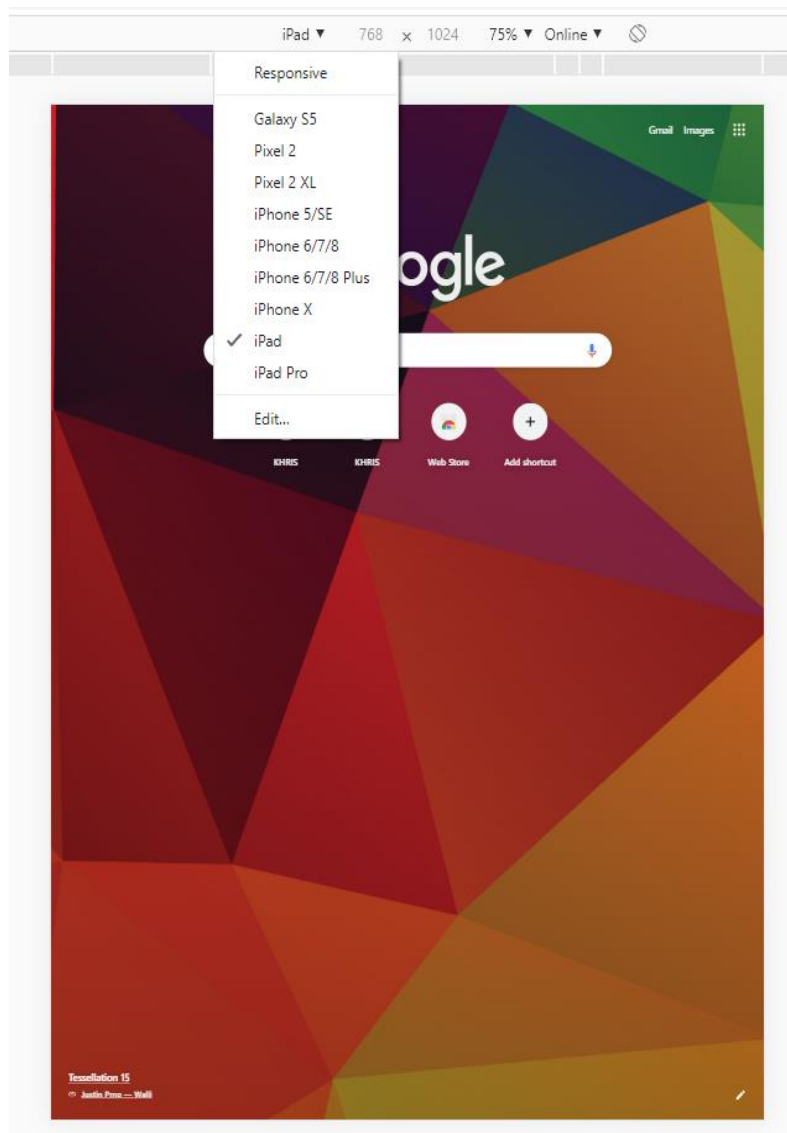 iPad ▼ 768 x 1024 75% ▼ Online ▼
Responsive
Galaxy S5
Pixel 2
Pixel 2 XL
iPhone 5/SE
iPhone 6/7/8
iPhone 6/7/8 Plus
iPhone X
✓ iPad
iPad Pro
Edit...
Gmail Images
ogle
KHRIS KHRIS Web Store Add shortcut
Tessellation 15
Justin Prno — Walli